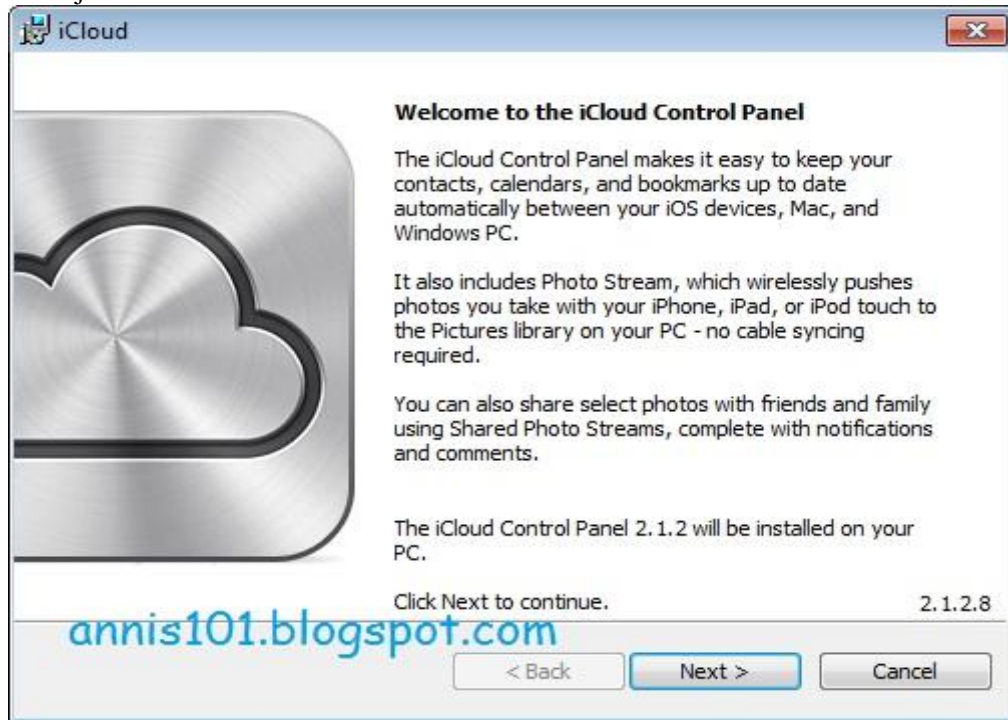 iCloud
Welcome to the iCloud Control Panel
The iCloud Control Panel makes it easy to keep your
contacts, calendars, and bookmarks up to date
automatically between your iOS devices, Mac, and
Windows PC.
It also includes Photo Stream, which wirelessly pushes
photos you take with your iPhone, iPad, or iPod touch to
the Pictures library on your PC - no cable syncing
required.
You can also share select photos with friends and family
using Shared Photo Streams, complete with notifications
and comments.
The iCloud Control Panel 2.1.2 will be installed on your
PC.
Click Next to continue.
2.1.2.8
annis101.blogspot.com
< Back
Next >
Cancel